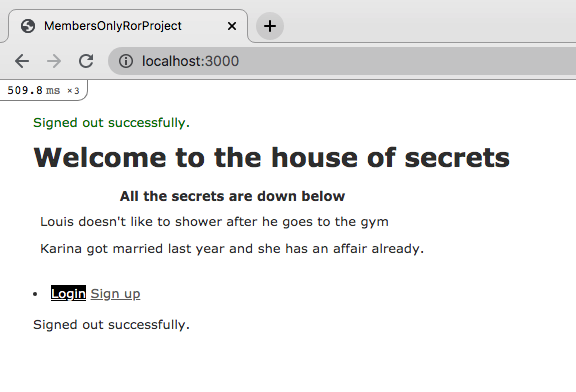 MembersOnlyRorProject
localhost:3000
509.8 ms ×3
Signed out successfully.
Welcome to the house of secrets
All the secrets are down below
Louis doesn't like to shower after he goes to the gym
Karina got married last year and she has an affair already.
• Login Sign up
Signed out successfully.